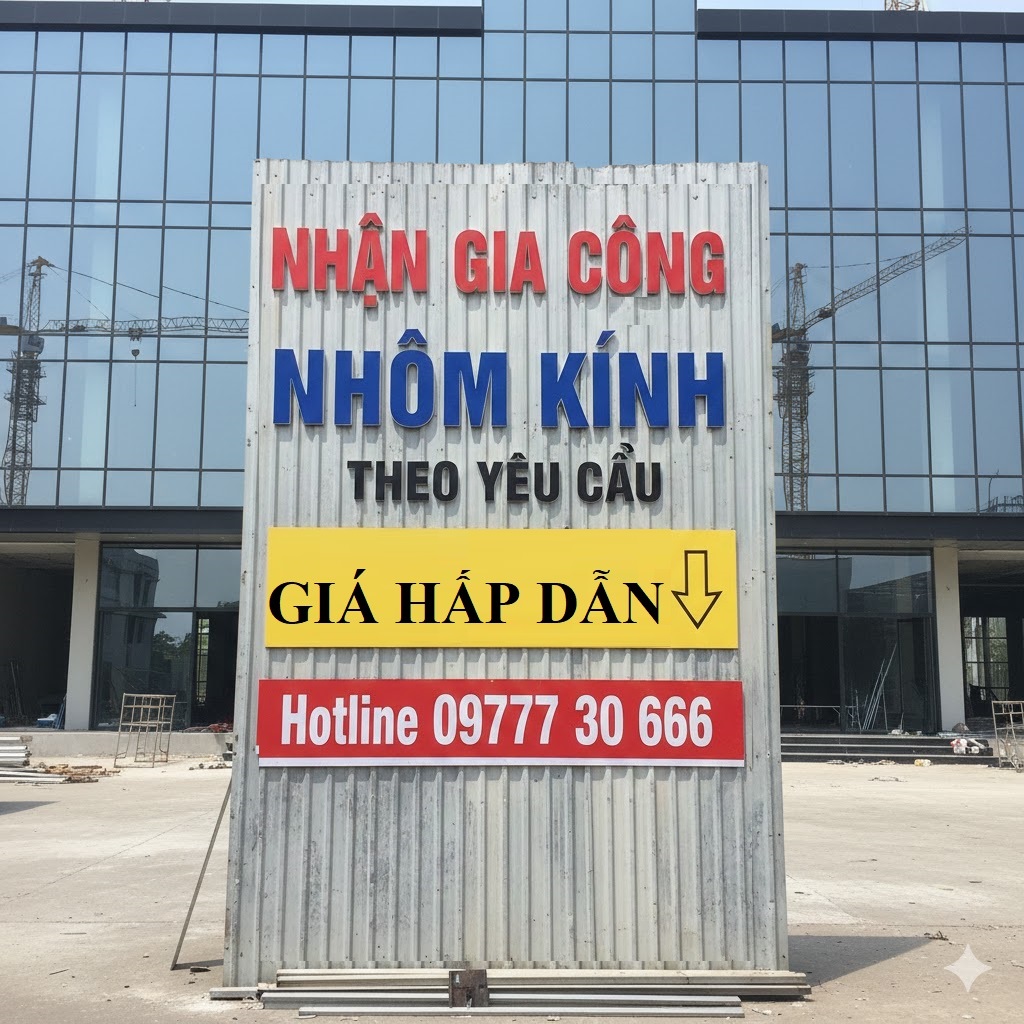 NHẬN GIA CÔNG
NHÔM KÍNH
THEO YÊU CẦU
GIÁ HẤP DẪN
Hotline 09777 30 666